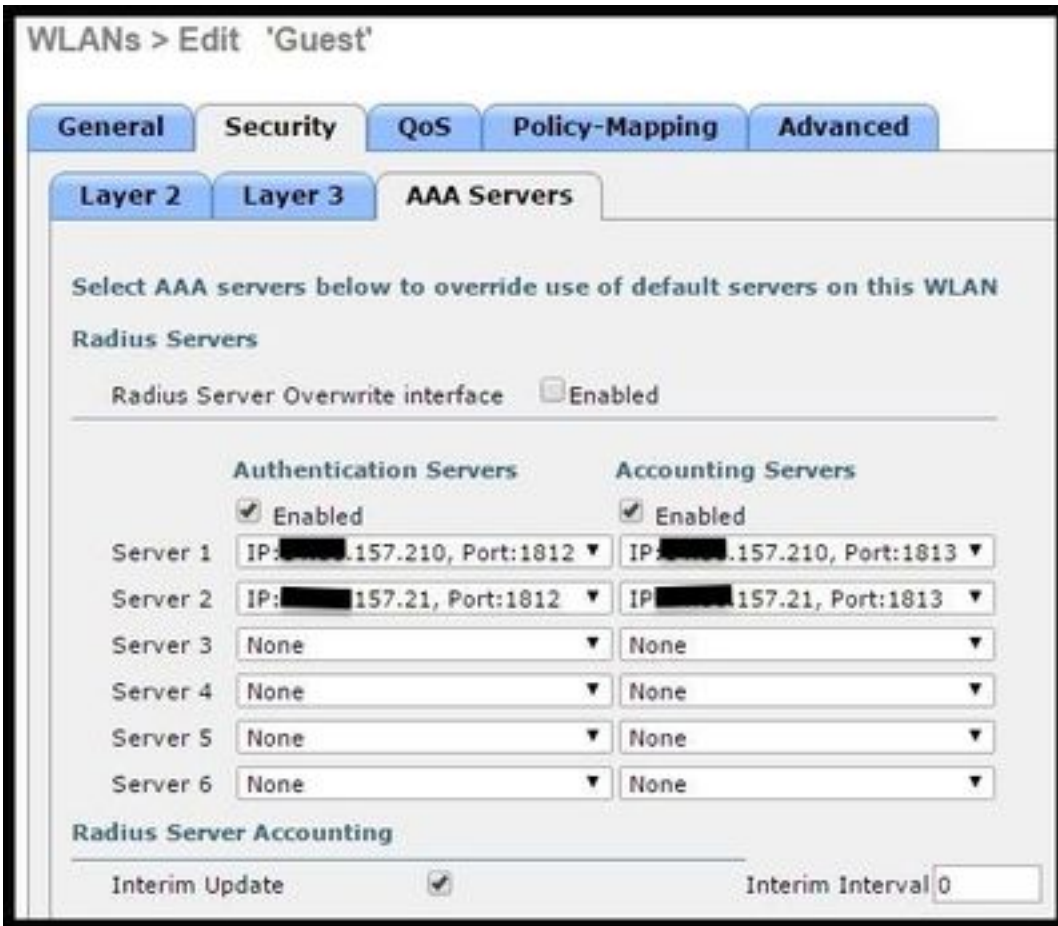 WLANs > Edit 'Guest'
General Security QoS Policy-Mapping Advanced
Layer 2 Layer 3 AAA Servers
Select AAA servers below to override use of default servers on this WLAN
Radius Servers
Radius Server Overwrite interface Enabled
Authentication Servers Accounting Servers
Enabled Enabled
Server 1 IP: .157.210, Port:1812 IP: .157.210, Port:1813
Server 2 IP: 157.21, Port:1812 IP 157.21, Port:1813
Server 3 None None
Server 4 None None
Server 5 None None
Server 6 None None
Radius Server Accounting
Interim Update Interim Interval 0